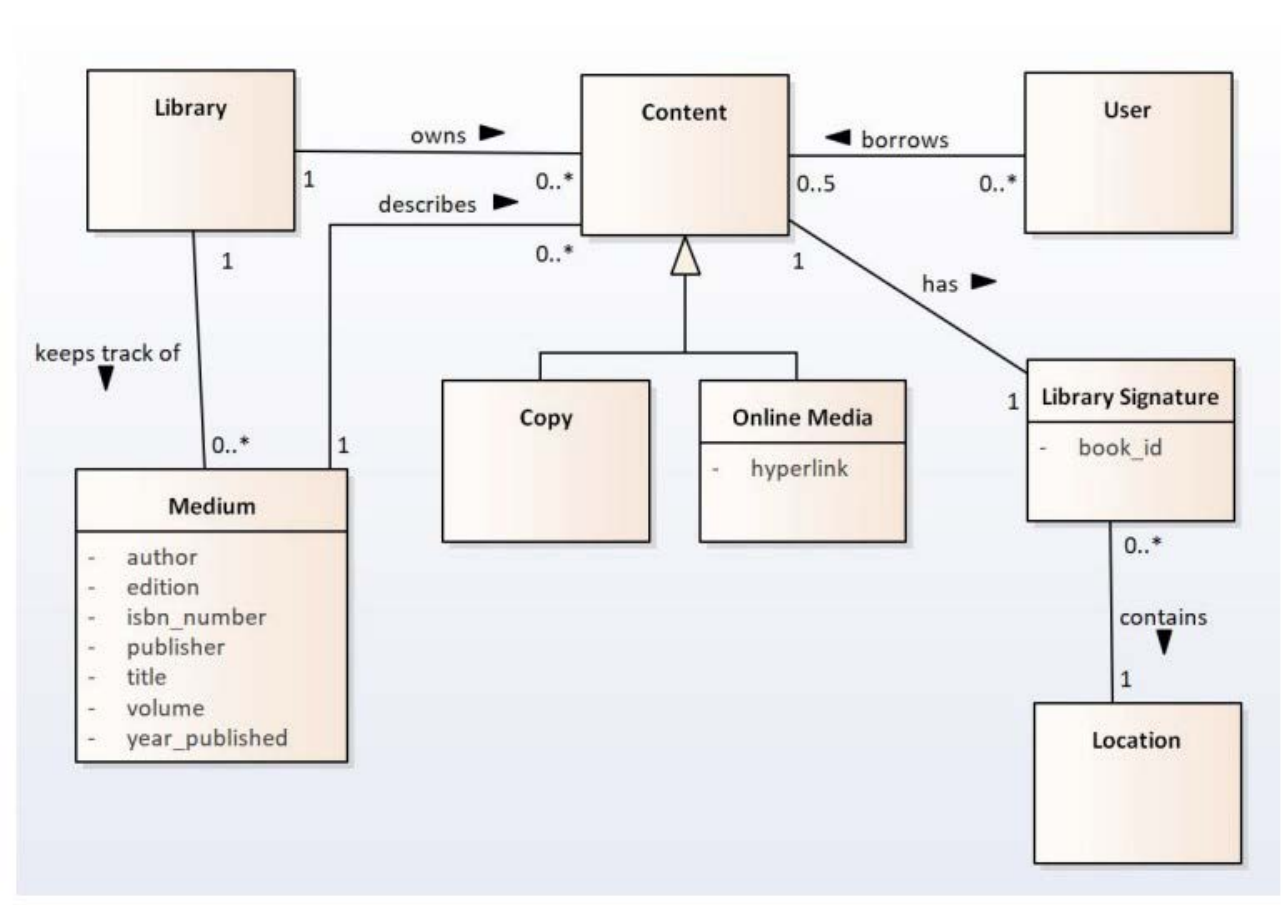 Library
Content
User
owns ►
◄ borrows
1
0..*
0..5
0..*
describes ►
1
0..*
1
has ►
keeps track of
▼
Copy
Online Media
- hyperlink
1
Library Signature
- book_id
0..*
1
Medium
- author
- edition
- isbn_number
- publisher
- title
- volume
- year_published
0..*
contains
▼
1
Location